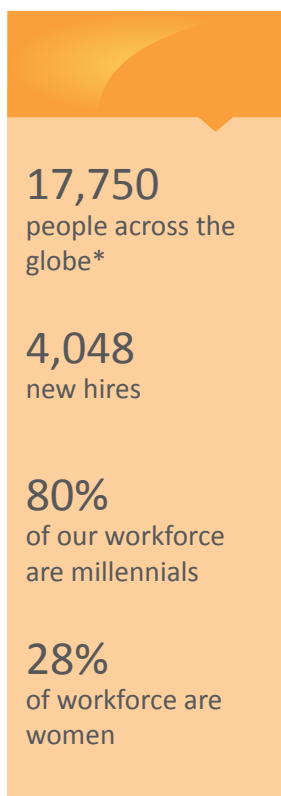 17,750
people across the
globe*
4,048
new hires
80%
of our workforce
are millennials
28%
of workforce are
women